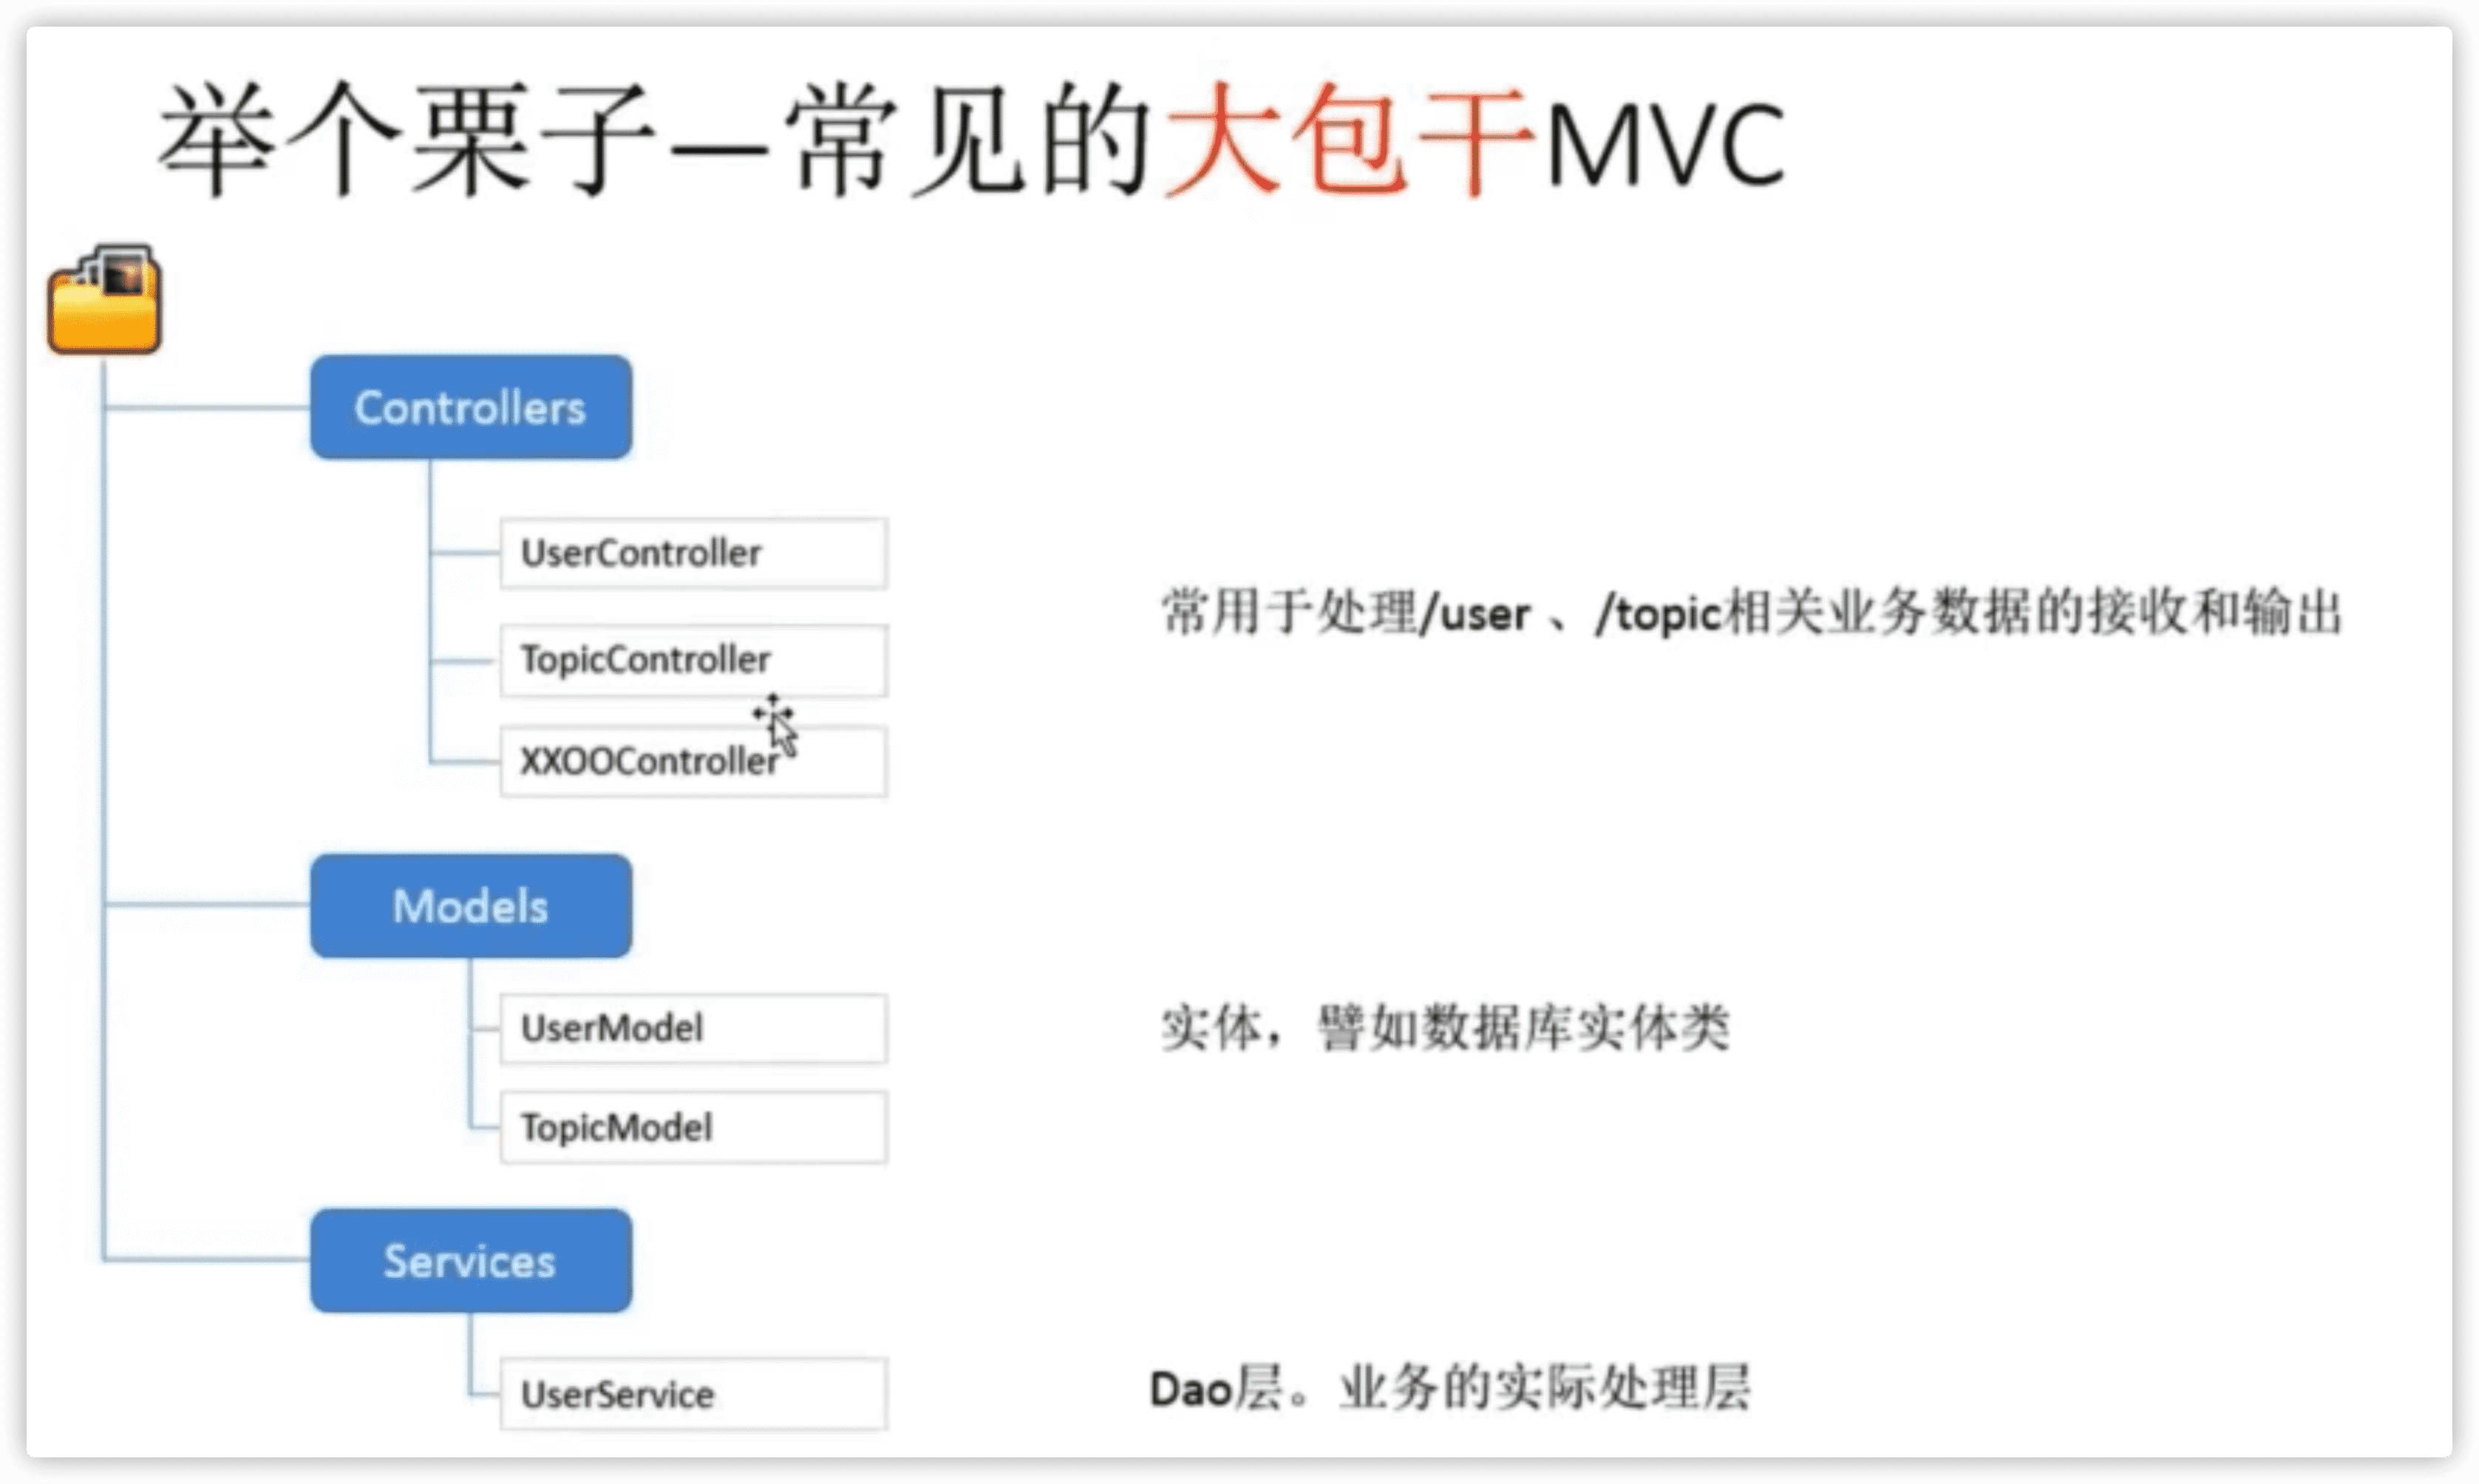 举个栗子—常见的大包干MVC
Controllers
UserController
TopicController
XXOOController
常用于处理/user 、/topic相关业务数据的接收和输出
Models
UserModel
TopicModel
实体，譬如数据库实体类
Services
UserService
Dao层。业务的实际处理层